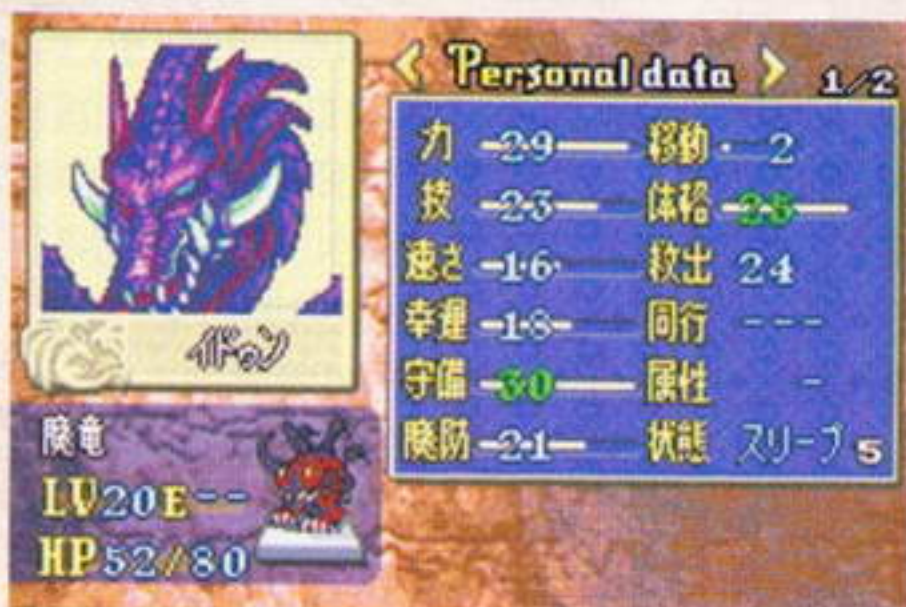 Personal data 1/2
力 29 移動 2
技 23 体格 25
速さ 16 救出 24
幸運 18 同行 ---
守備 30 属性 -
魔防 21 状態 スリープ 5
イドゥン
魔竜
LV20 E--
HP52/80